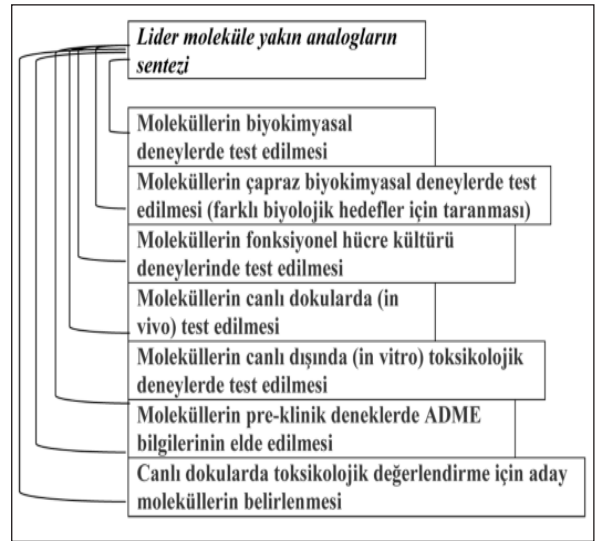 Lider moleküle yakın analogların
sentezi
Moleküllerin biyokimyasal
deneylerde test edilmesi
Moleküllerin çapraz biyokimyasal deneylerde test
edilmesi (farklı biyolojik hedefler için taranması)
Moleküllerin fonksiyonel hücre kültürü
deneylerinde test edilmesi
Moleküllerin canlı dokularda (in
vivo) test edilmesi
Moleküllerin canlı dışında (in vitro) toksikolojik
deneylerde test edilmesi
Moleküllerin pre-klinik deneklerde ADME
bilgilerinin elde edilmesi
Canlı dokularda toksikolojik değerlendirme için aday
moleküllerin belirlenmesi